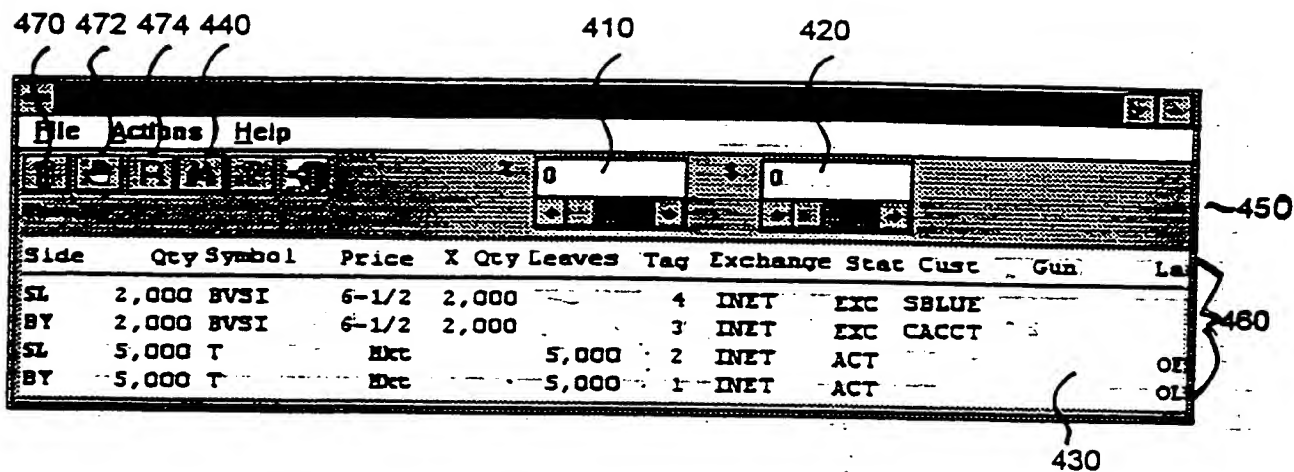 470 472 474 440 410 420
File Actions Help
0 0
450
Side Qty Symbol Price X Qty Leaves Tag Exchange Stat Cust Gun La
SL 2,000 BVSI 6-1/2 2,000 4 INET EXC SBLUE
BY 2,000 BVSI 6-1/2 2,000 3 INET EXC CACCT
460
SL 5,000 T Mkt 5,000 2 INET ACT
BY 5,000 T Mkt 5,000 1 INET ACT
430